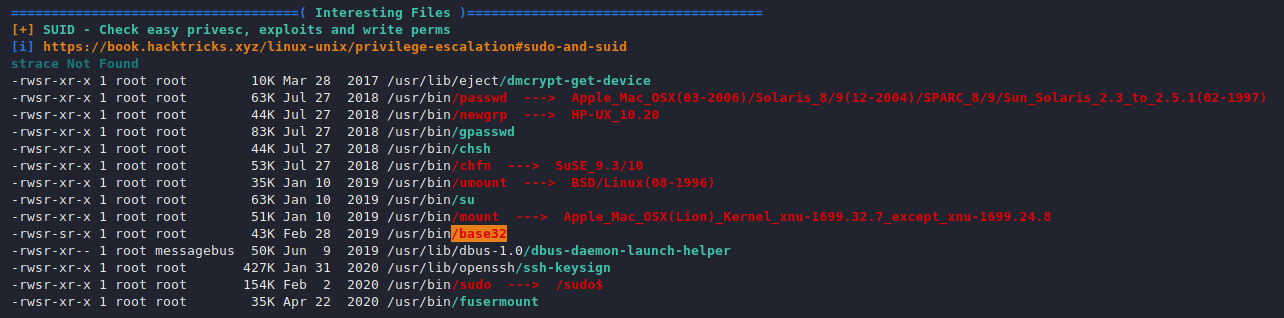 ====================================( Interesting Files )=====================================
[+] SUID - Check easy privesc, exploits and write perms
[i] https://book.hacktricks.xyz/linux-unix/privilege-escalation#sudo-and-suid
strace Not Found
-rwsr-xr-x 1 root root        10K Mar 28  2017 /usr/lib/eject/dmcrypt-get-device
-rwsr-xr-x 1 root root        63K Jul 27  2018 /usr/bin/passwd  --->  Apple_Mac_OSX(03-2006)/Solaris_8/9(12-2004)/SPARC_8/9/Sun_Solaris_2.3_to_2.5.1(02-1997)
-rwsr-xr-x 1 root root        44K Jul 27  2018 /usr/bin/newgrp  --->  HP-UX_10.20
-rwsr-xr-x 1 root root        83K Jul 27  2018 /usr/bin/gpasswd
-rwsr-xr-x 1 root root        44K Jul 27  2018 /usr/bin/chsh
-rwsr-xr-x 1 root root        53K Jul 27  2018 /usr/bin/chfn  --->  SuSE_9.3/10
-rwsr-xr-x 1 root root        35K Jan 10  2019 /usr/bin/umount  --->  BSD/Linux(08-1996)
-rwsr-xr-x 1 root root        63K Jan 10  2019 /usr/bin/su
-rwsr-xr-x 1 root root        51K Jan 10  2019 /usr/bin/mount  --->  Apple_Mac_OSX(Lion)_Kernel_xnu-1699.32.7_except_xnu-1699.24.8
-rwsr-sr-x 1 root root        43K Feb 28  2019 /usr/bin/base32
-rwsr-xr-- 1 root messagebus  50K Jun  9  2019 /usr/lib/dbus-1.0/dbus-daemon-launch-helper
-rwsr-xr-x 1 root root       427K Jan 31  2020 /usr/lib/openssh/ssh-keysign
-rwsr-xr-x 1 root root       154K Feb  2  2020 /usr/bin/sudo  --->  /sudo$
-rwsr-xr-x 1 root root        35K Apr 22  2020 /usr/bin/fusermount